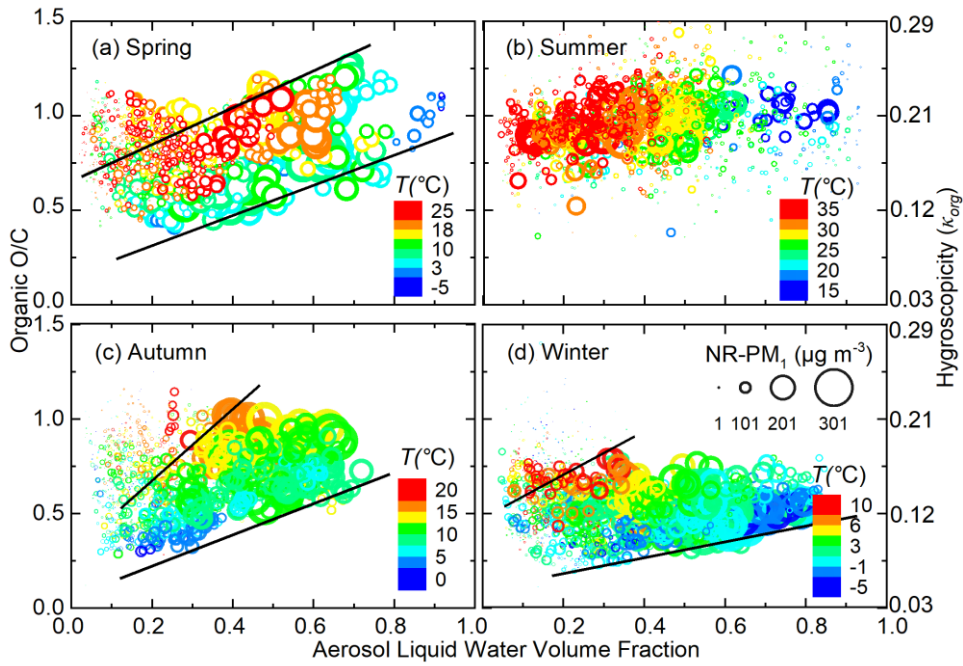 Organic O/C
Hygroscopicity (κorg)
1.5
1.0
0.5
0.0
(a) Spring
T(°C)
25
18
10
3
-5
(b) Summer
T(°C)
35
30
25
20
15
0.29
0.21
0.12
0.03
1.5
1.0
0.5
0.0
(c) Autumn
T(°C)
20
15
10
5
0
(d) Winter
NR-PM1 (μg m-3)
1 101 201 301
T(°C)
10
6
3
-1
-5
0.29
0.21
0.12
0.03
0.0 0.2 0.4 0.6 0.8 0.0 0.2 0.4 0.6 0.8 1.0
Aerosol Liquid Water Volume Fraction